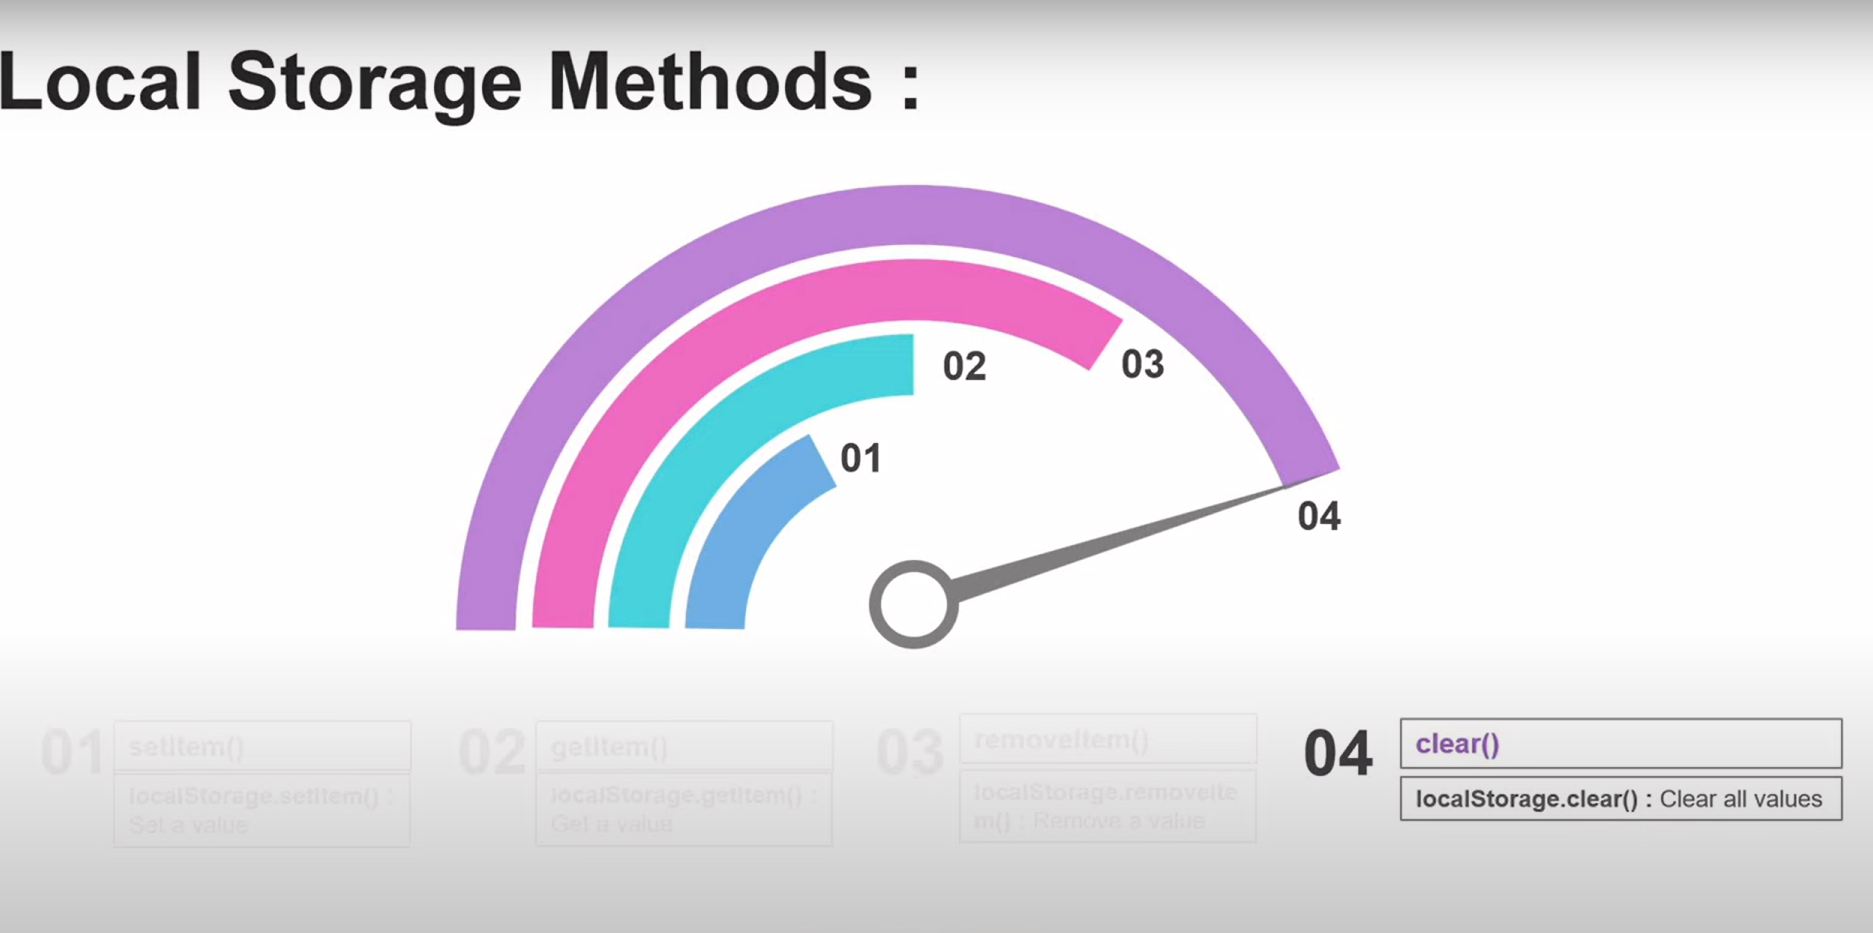 Local Storage Methods :
02
03
01
04
01
setItem()
localStorage.setItem() :
Set a value
02
getItem()
localStorage.getItem() :
Get a value
03
removeItem()
localStorage.removeIte
m() : Remove a value
04
clear()
localStorage.clear() : Clear all values